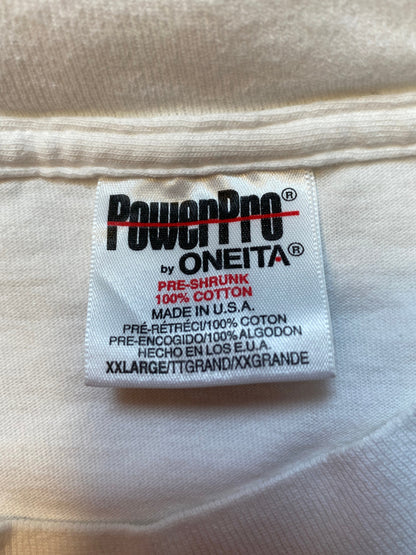 PowerPro®
by ONEITA®
PRE-SHRUNK
100% COTTON
MADE IN U.S.A.
PRÉ-RÉTRÉCI/100% COTON
PRE-ENCOGIDO/100% ALGODON
HECHO EN LOS E.U.A.
XXLARGE/TTGRAND/XXGRANDE